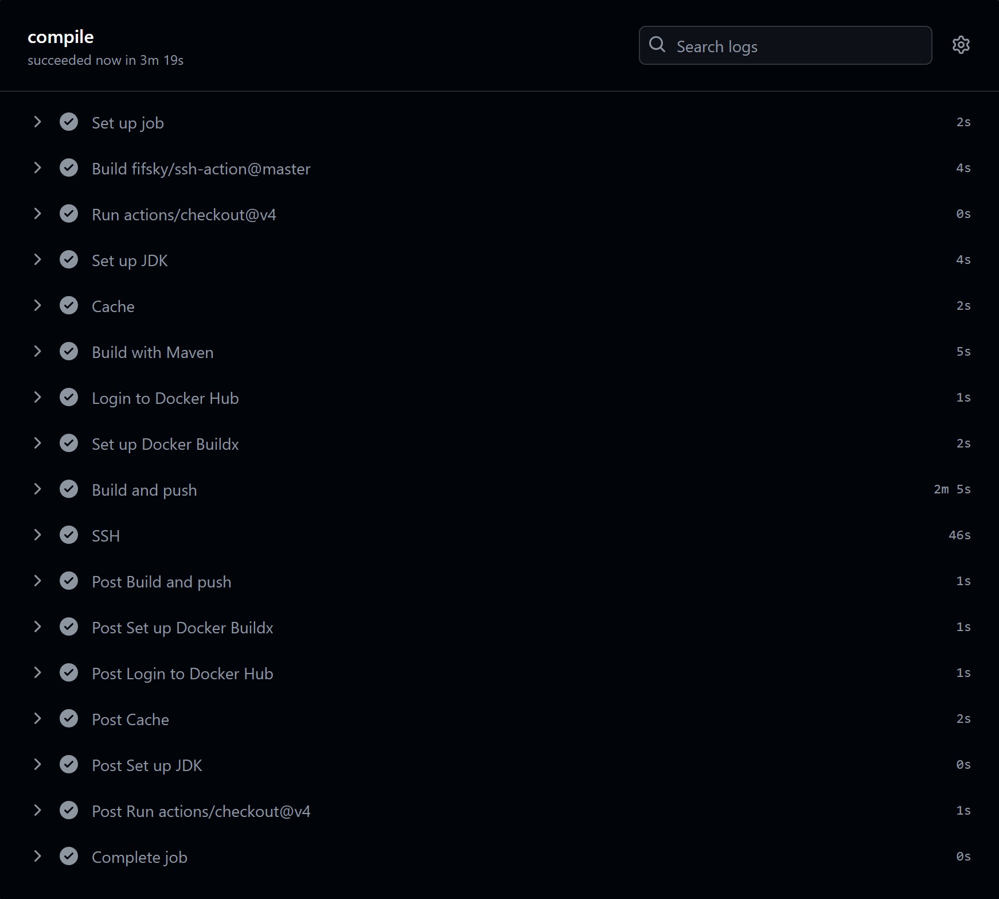 compile
succeeded now in 3m 19s
Search logs
Set up job 2s
Build fifsky/ssh-action@master 4s
Run actions/checkout@v4 0s
Set up JDK 4s
Cache 2s
Build with Maven 5s
Login to Docker Hub 1s
Set up Docker Buildx 2s
Build and push 2m 5s
SSH 46s
Post Build and push 1s
Post Set up Docker Buildx 1s
Post Login to Docker Hub 1s
Post Cache 2s
Post Set up JDK 0s
Post Run actions/checkout@v4 1s
Complete job 0s